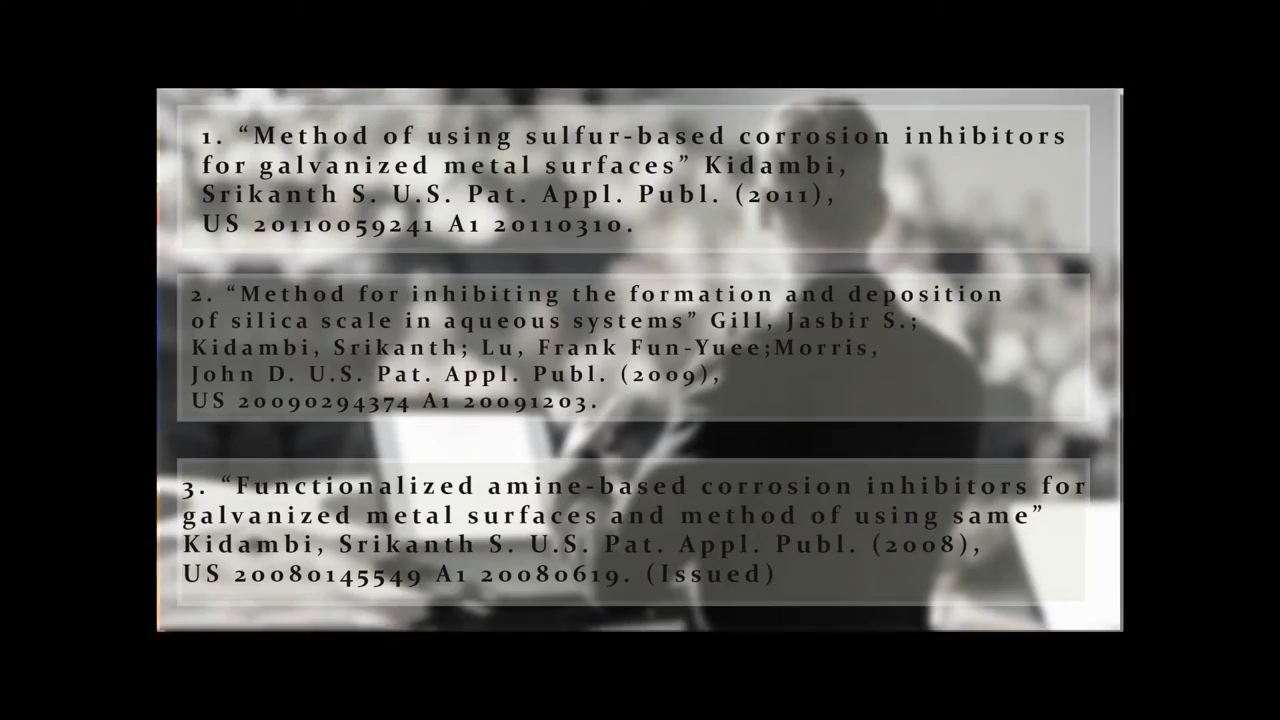 1. “Method of using sulfur-based corrosion inhibitors
for galvanized metal surfaces” Kidambi,
Srikanth S. U.S. Pat. Appl. Publ. (2011),
US 20110059241 A1 20110310.
2. “Method for inhibiting the formation and deposition
of silica scale in aqueous systems” Gill, Jasbir S.;
Kidambi, Srikanth; Lu, Frank Fun-Yuee;Morris,
John D. U.S. Pat. Appl. Publ. (2009),
US 20090294374 A1 20091203.
3. “Functionalized amine-based corrosion inhibitors for
galvanized metal surfaces and method of using same”
Kidambi, Srikanth S. U.S. Pat. Appl. Publ. (2008),
US 20080145549 A1 20080619. (Issued)